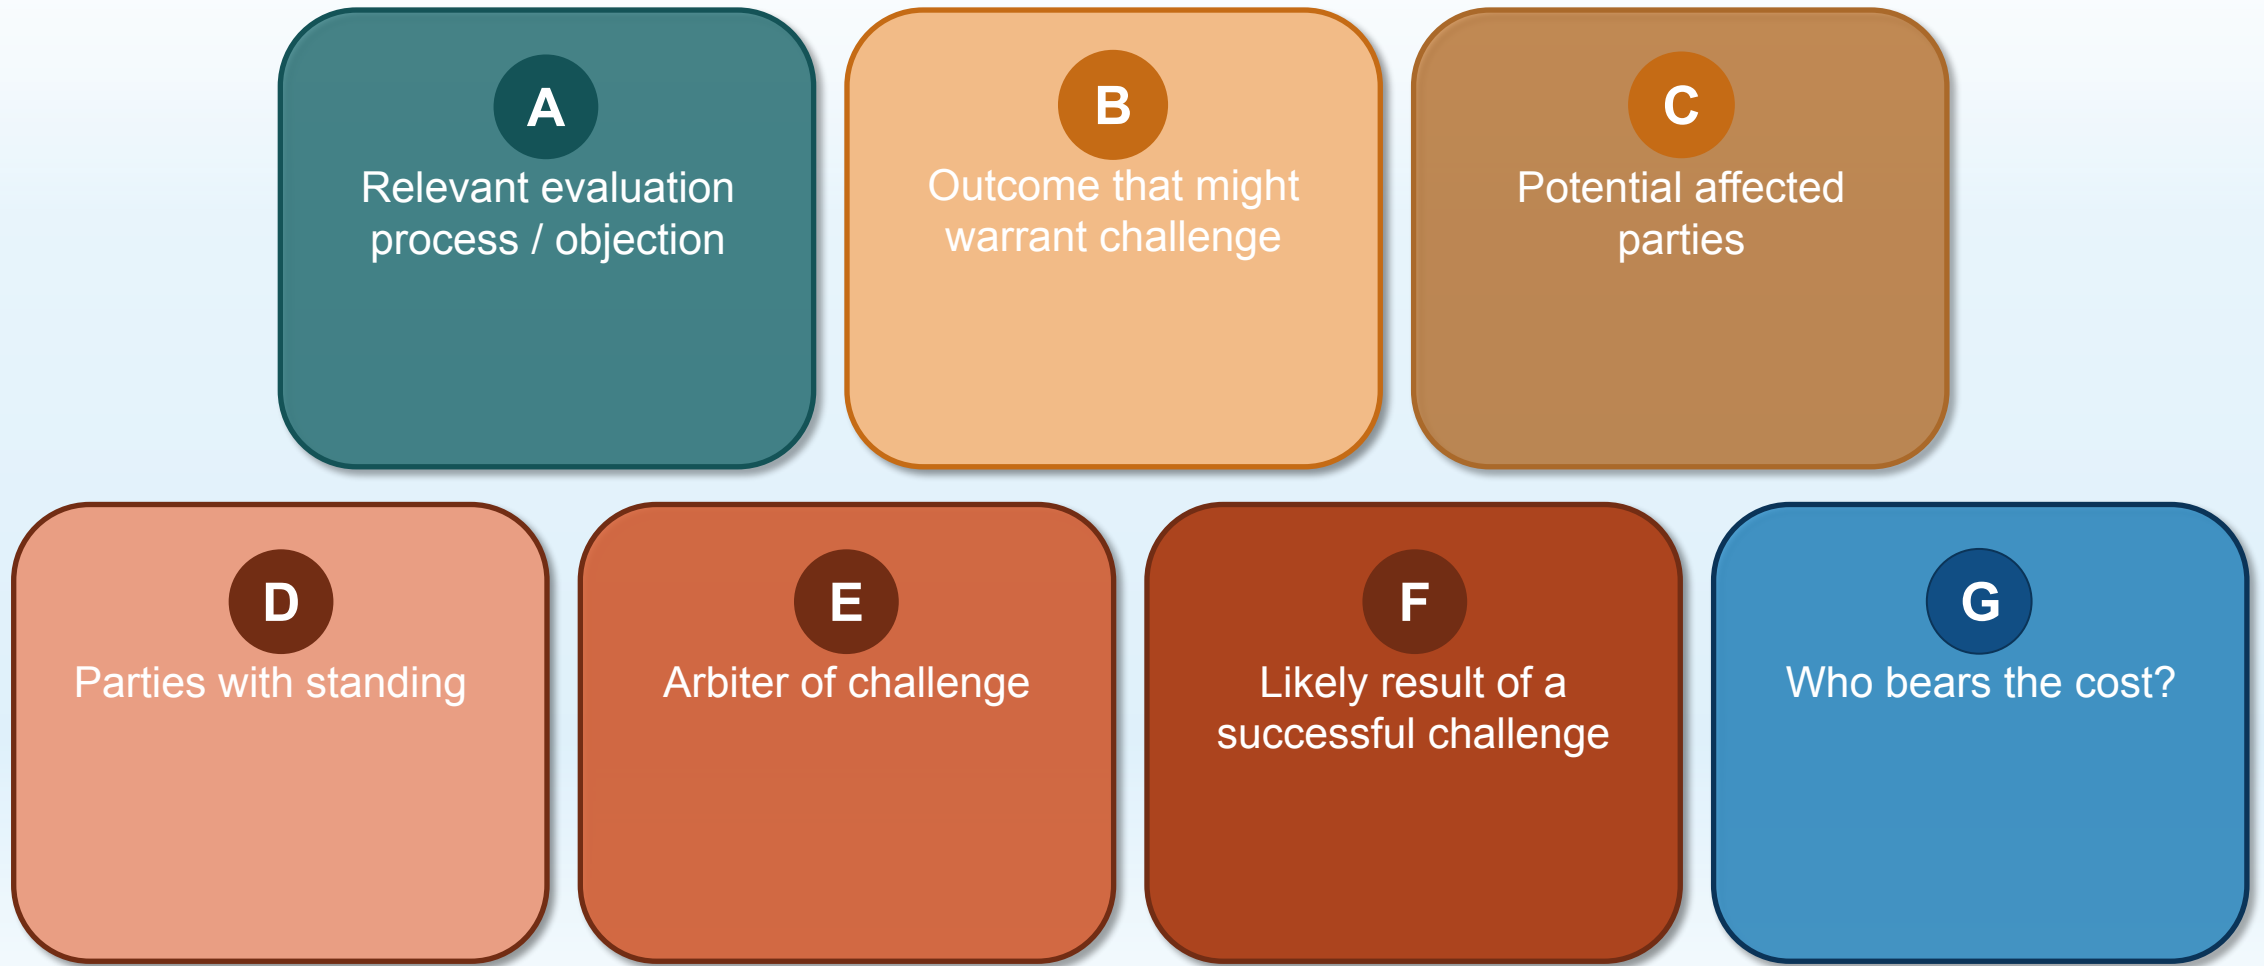 A
Relevant evaluation
process / objection
B
Outcome that might
warrant challenge
C
Potential affected
parties
D
Parties with standing
E
Arbiter of challenge
F
Likely result of a
successful challenge
G
Who bears the cost?